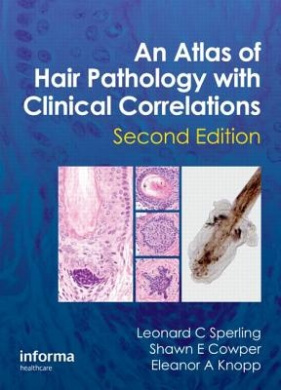 An Atlas of
Hair Pathology with
Clinical Correlations
Second Edition
Leonard C Sperling
Shawn E Cowper
Eleanor A Knopp
informa
healthcare